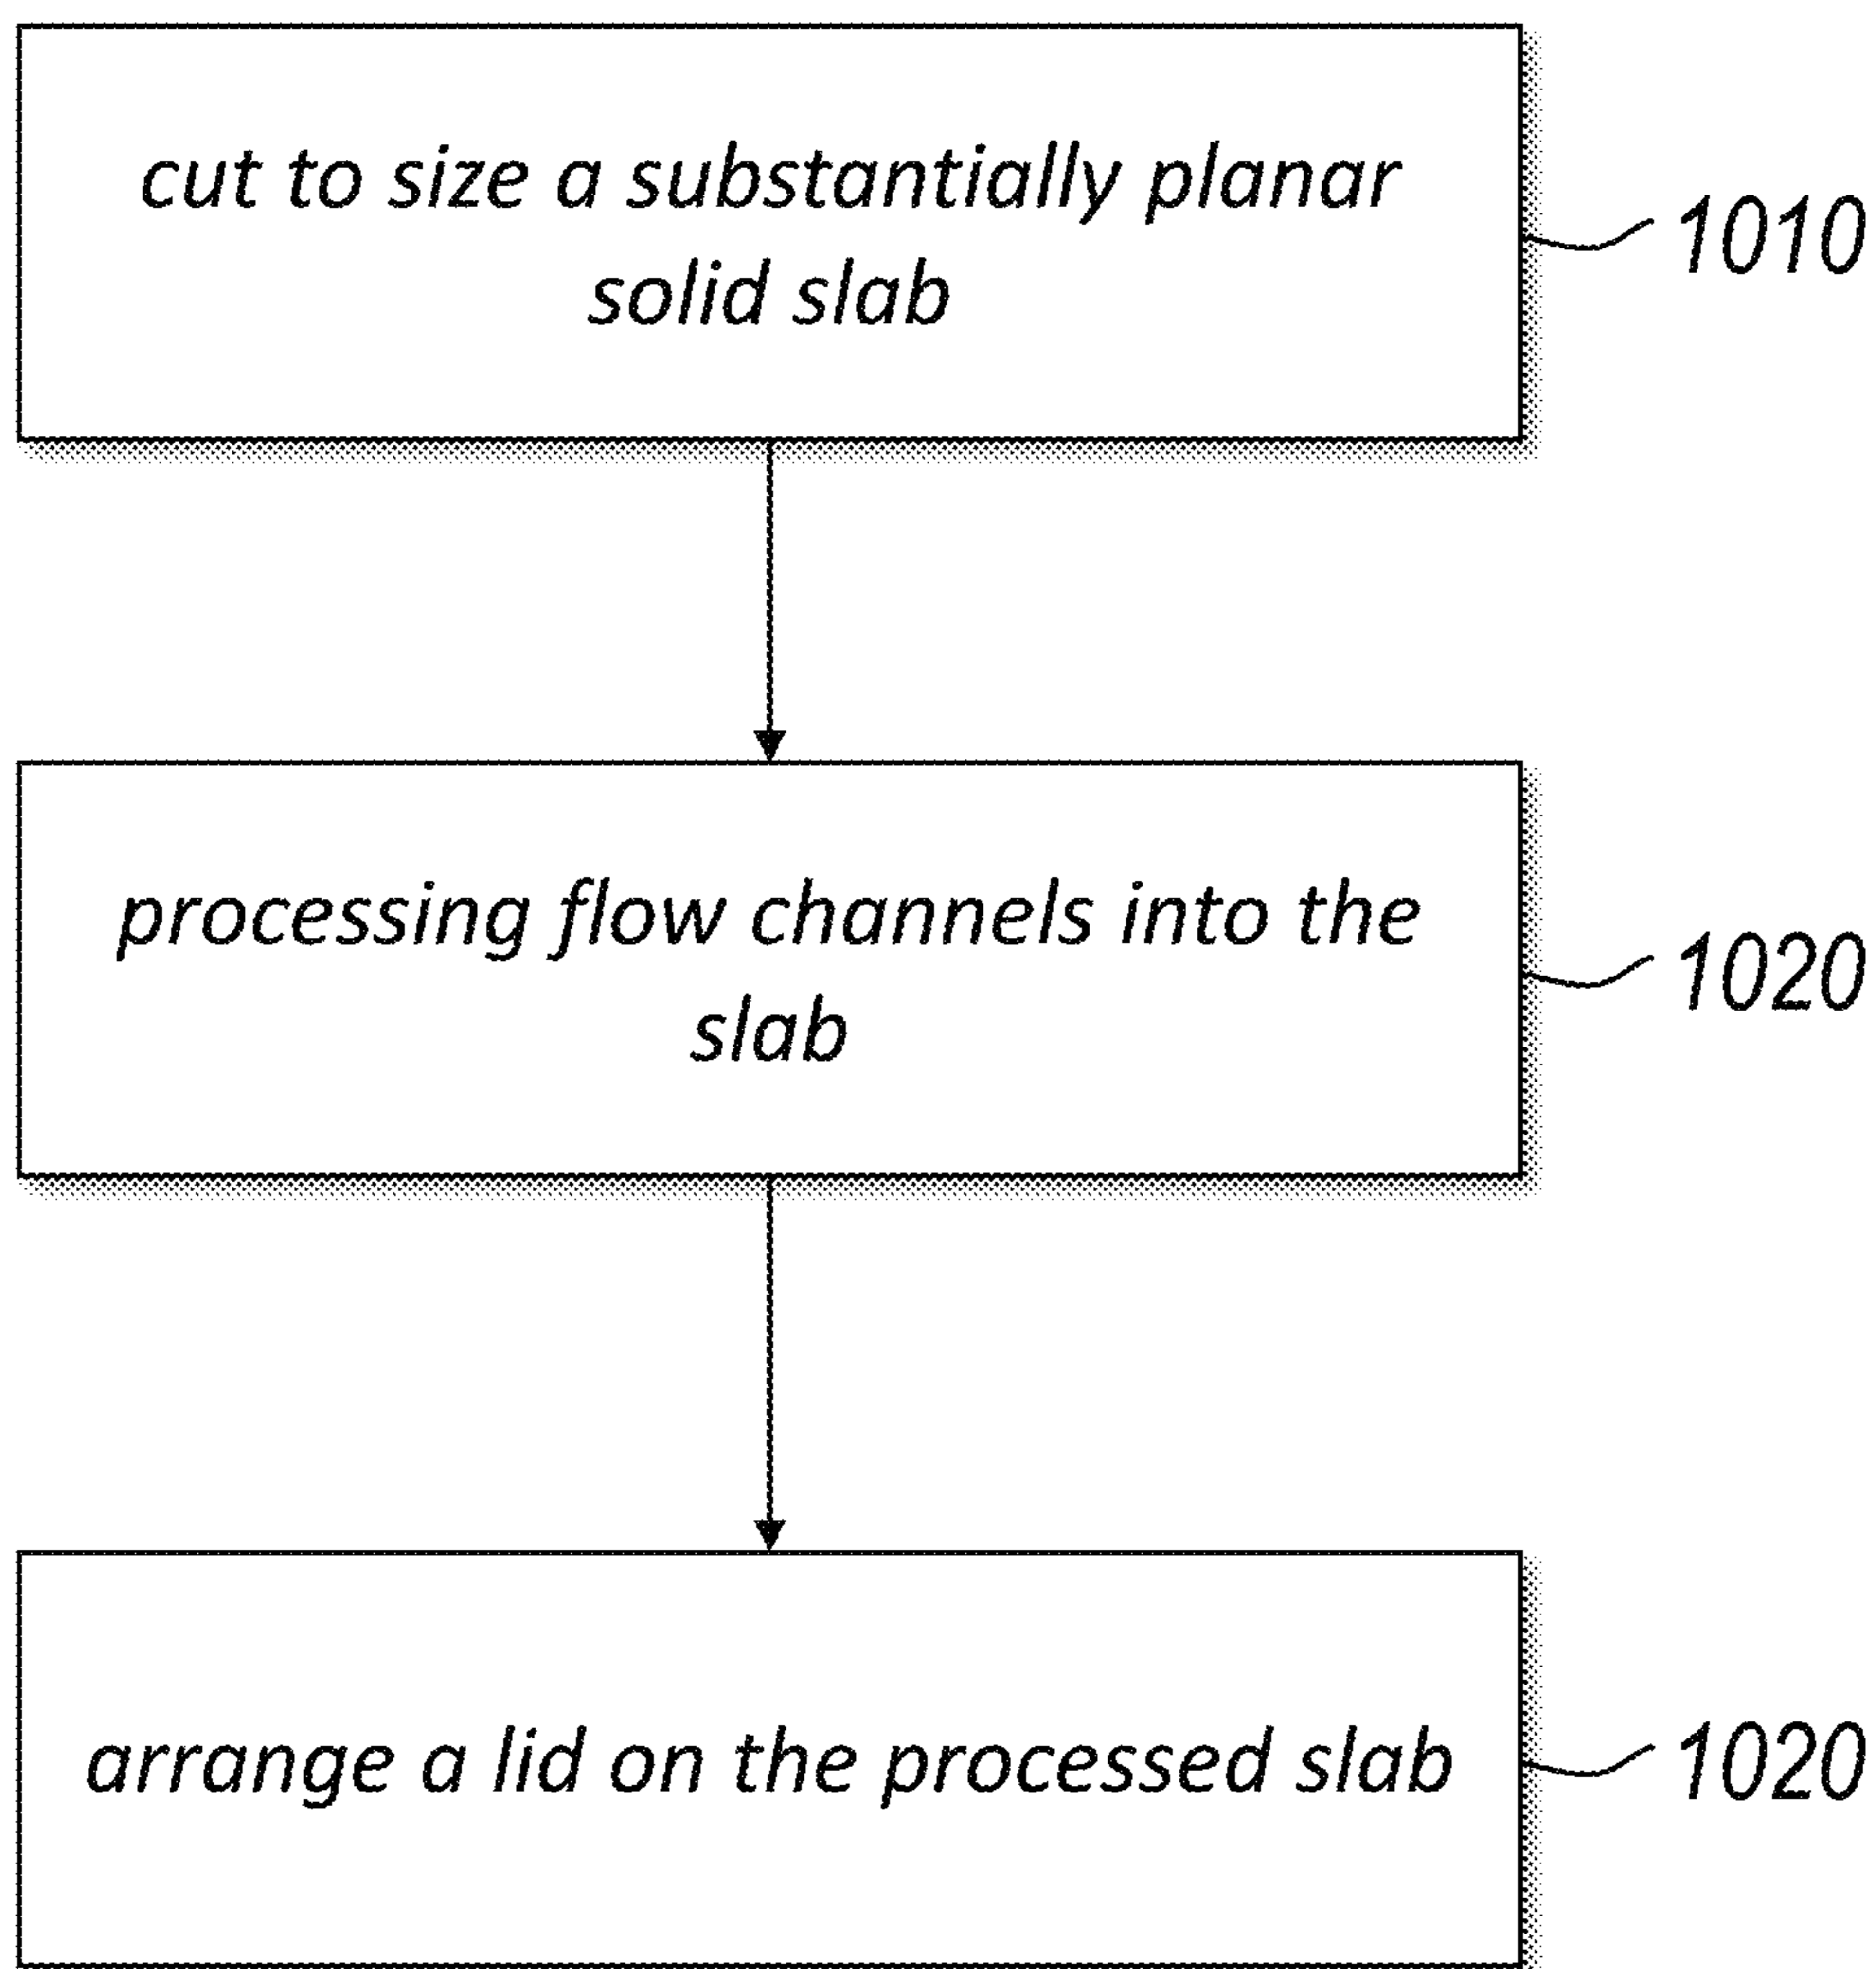 cut to size a substantially planar
solid slab
1010
processing flow channels into the
slab
1020
arrange a lid on the processed slab
1020